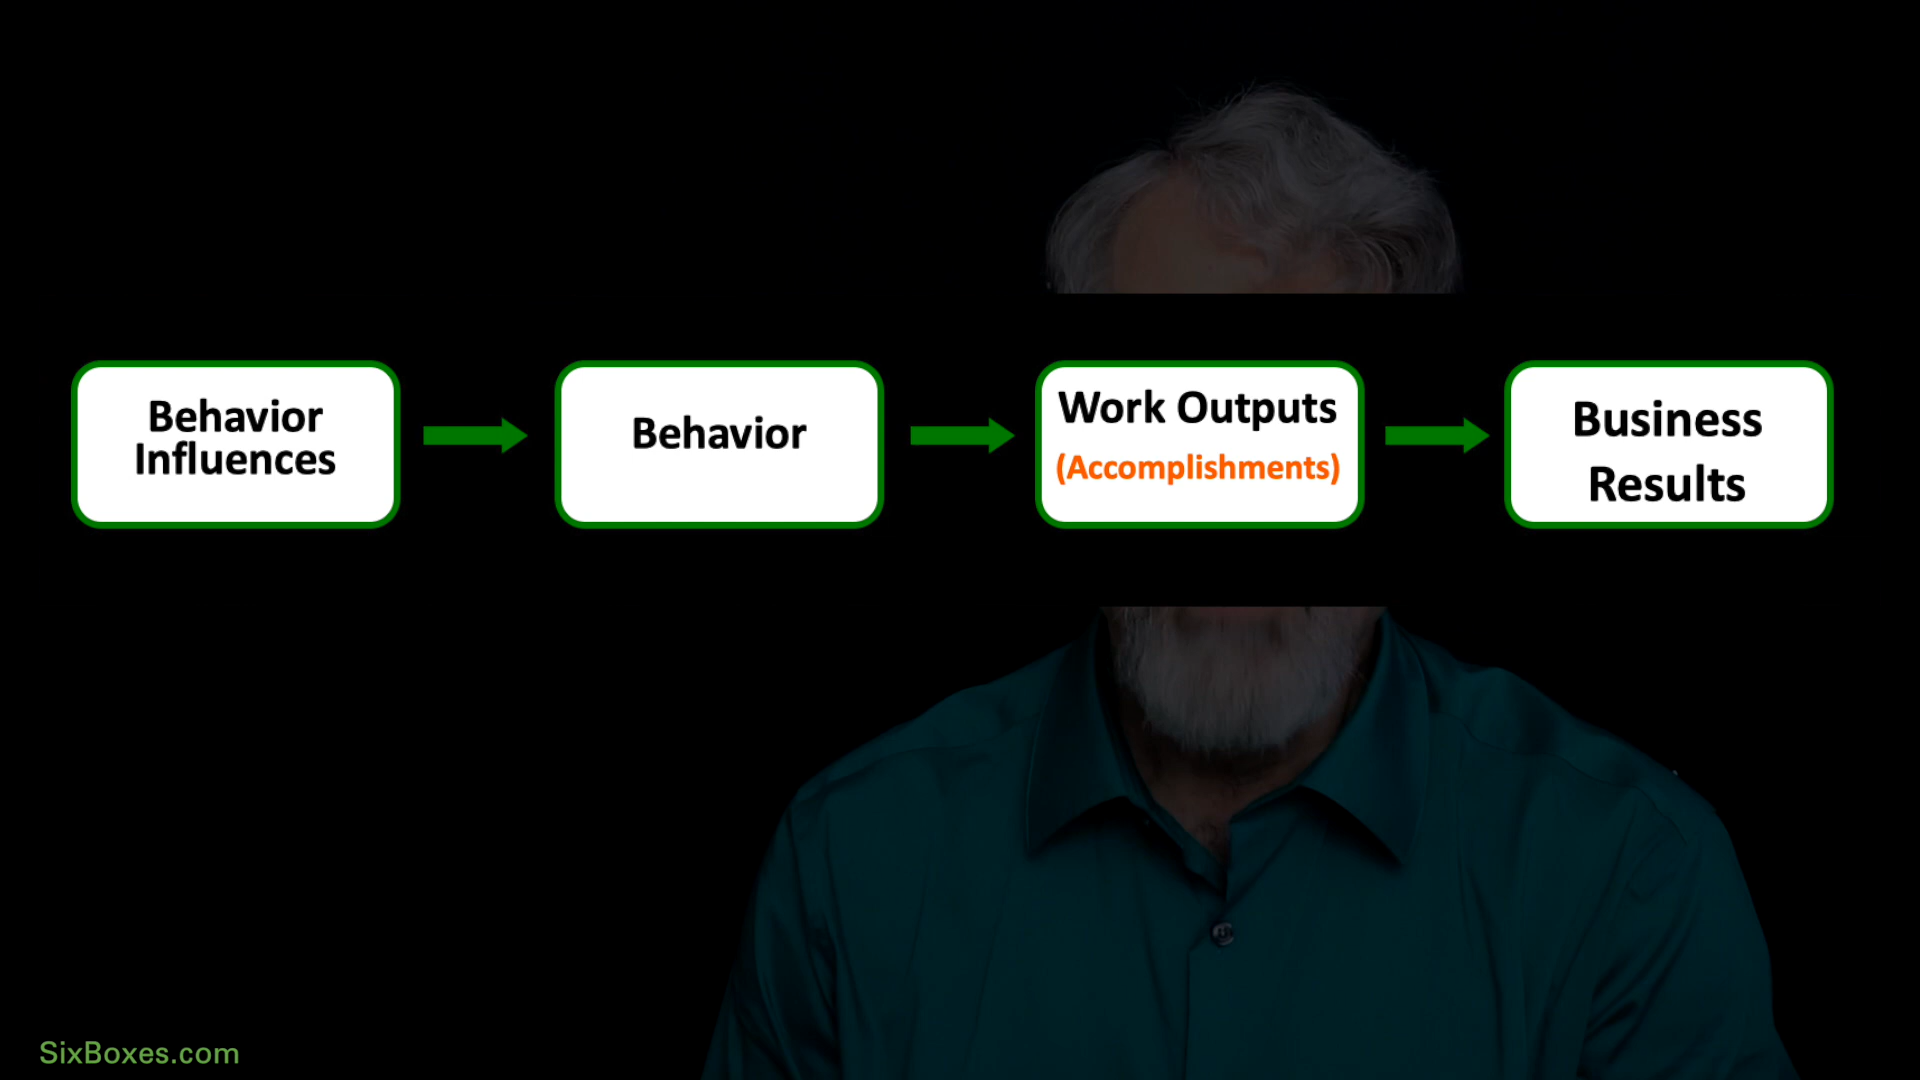 Behavior
Influences
Behavior
Work Outputs
(Accomplishments)
Business
Results
SixBoxes.com